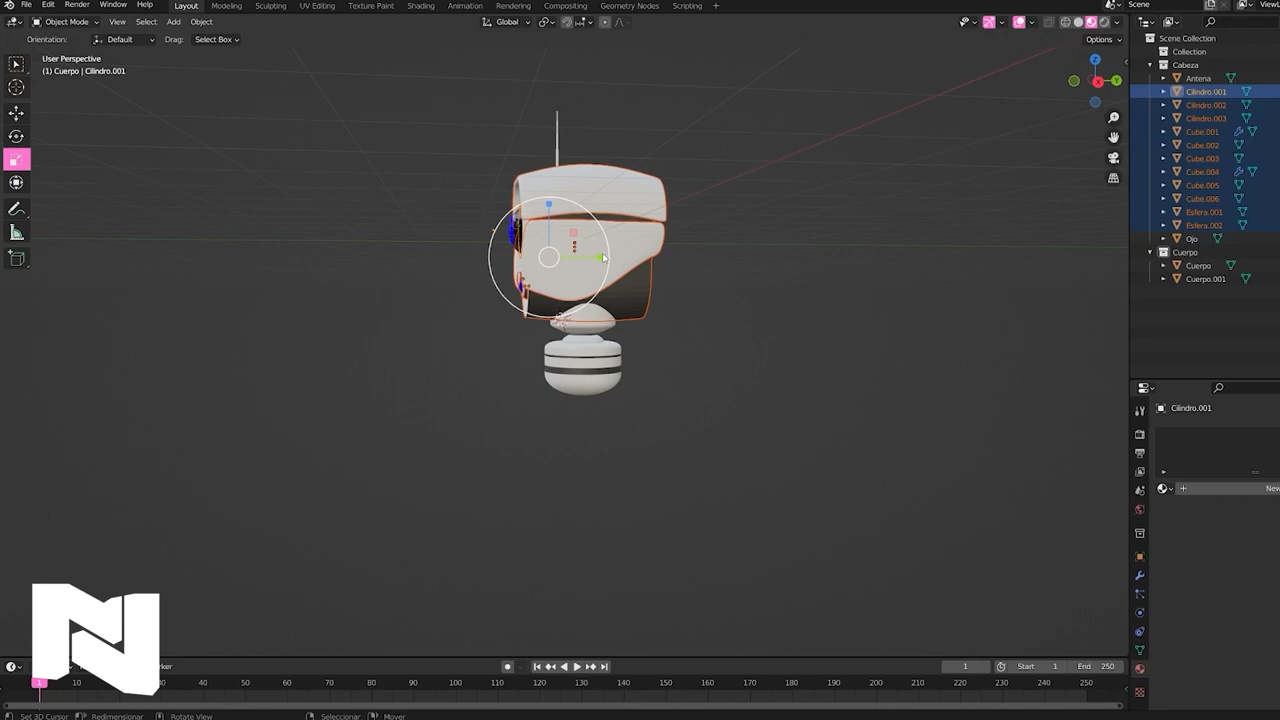 File Edit Render Window Help Layout Modeling Sculpting UV Editing Texture Paint Shading Animation Rendering Compositing Geometry Nodes Scripting + Scene
Object Mode View Select Add Object Global
Orientation: Default Drag: Select Box Options
User Perspective
(1) Cuerpo | Cilindro.001
X
Y
Z
Scene Collection
Collection
Cabeza
Antena
Cilindro.001
Cilindro.002
Cilindro.003
Cube.001
Cube.002
Cube.003
Cube.004
Cube.005
Cube.006
Esfera.001
Esfera.002
Ojo
Cuerpo
Cuerpo
Cuerpo.001
Cilindro.001
New
1 Start 1 End 250
1 10 20 30 40 50 60 70 80 90 100 110 120 130 140 150 160 170 180 190 200 210 220 230 240 250
Set 3D Cursor Redimensionar Rotate View Seleccionar Mover
N